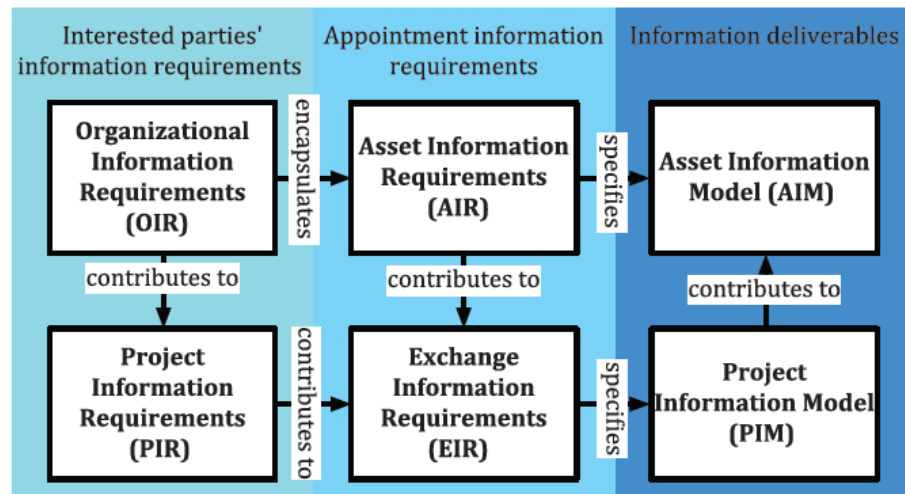 Interested parties'
information requirements
Appointment information
requirements
Information deliverables
Organizational
Information
Requirements
(OIR)
encapsulates
Asset Information
Requirements
(AIR)
specifies
Asset Information
Model (AIM)
contributes to
contributes to
contributes to
Project
Information
Requirements
(PIR)
contributes to
Exchange
Information
Requirements
(EIR)
specifies
Project
Information Model
(PIM)